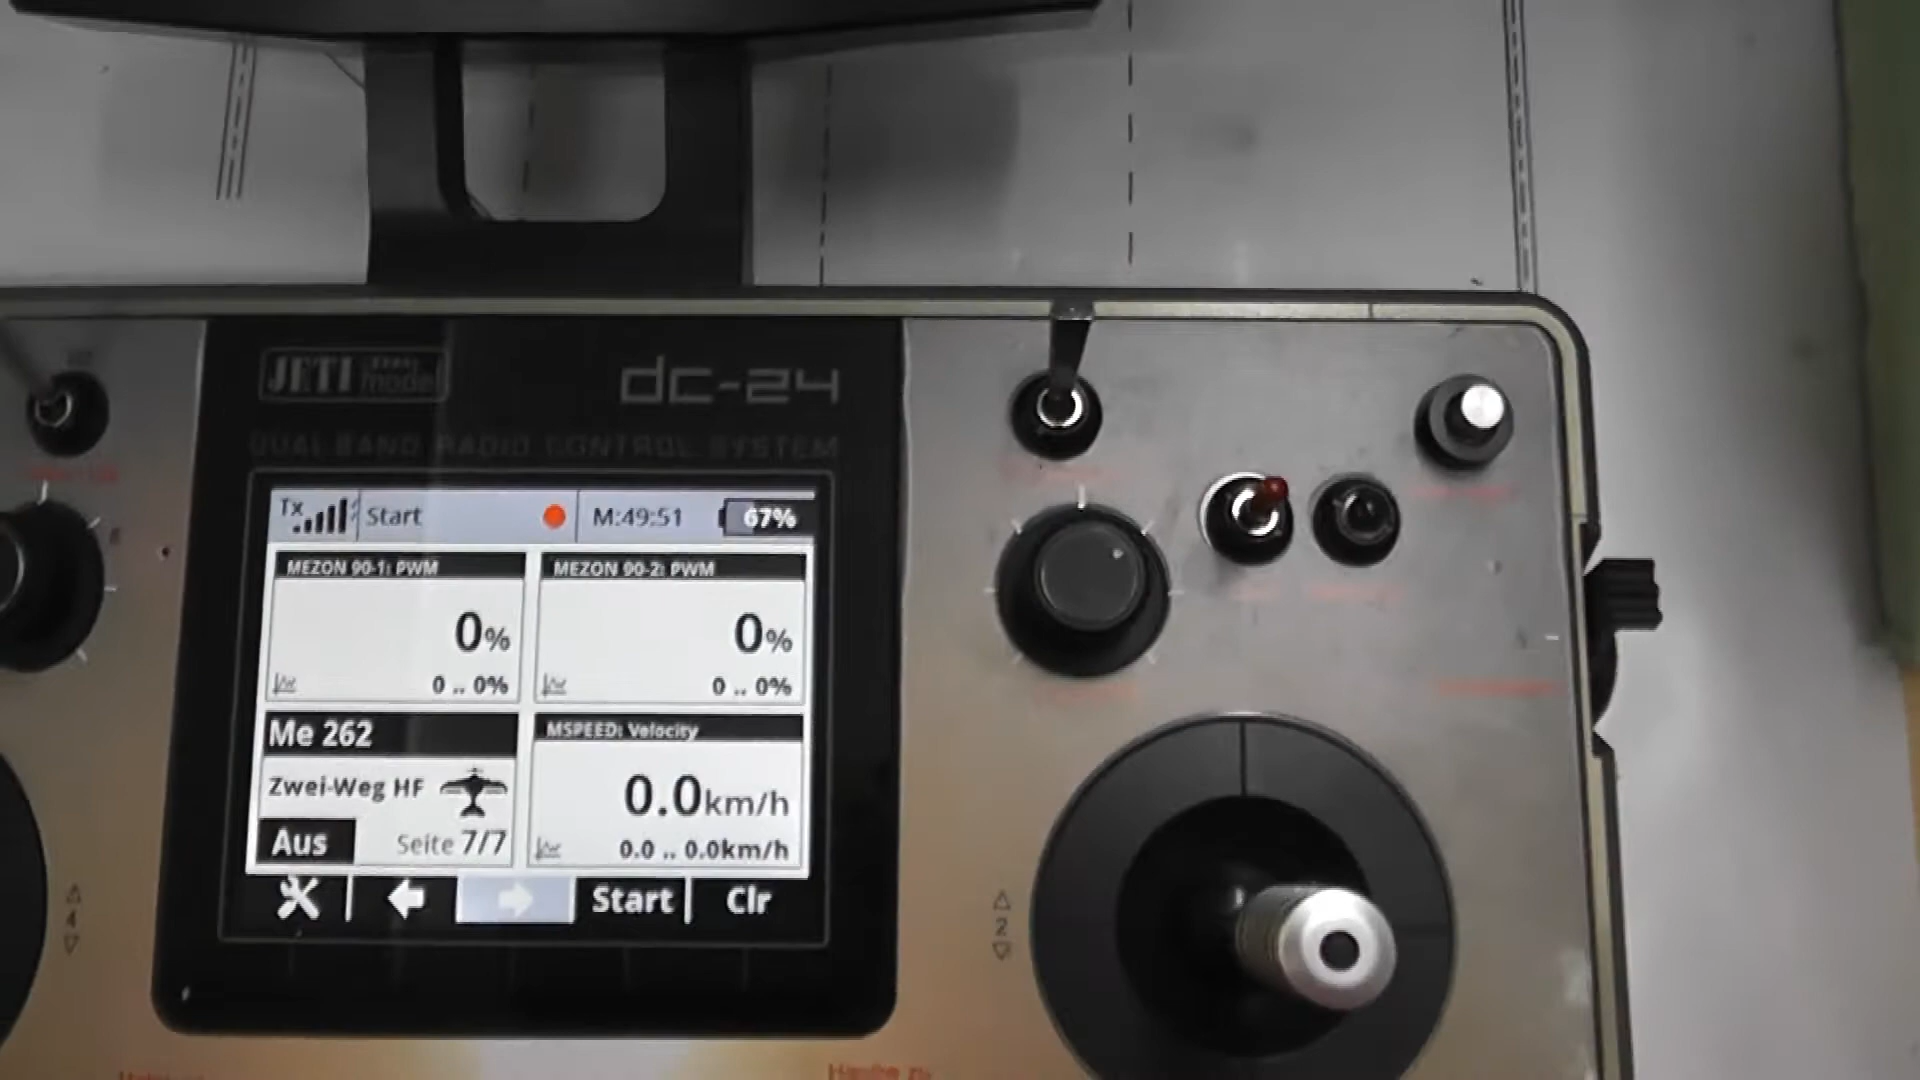 JETI model
dc-24
DUAL BAND RADIO CONTROL SYSTEM
Tx Start M:49:51 67%
MEZON 90-1: PWM
0%
0 .. 0%
MEZON 90-2: PWM
0%
0 .. 0%
Me 262
Zwei-Weg HF
Aus Seite 7/7
MSPEED: Velocity
0.0km/h
0.0 .. 0.0km/h
Start Clr
4
2
Haube zu